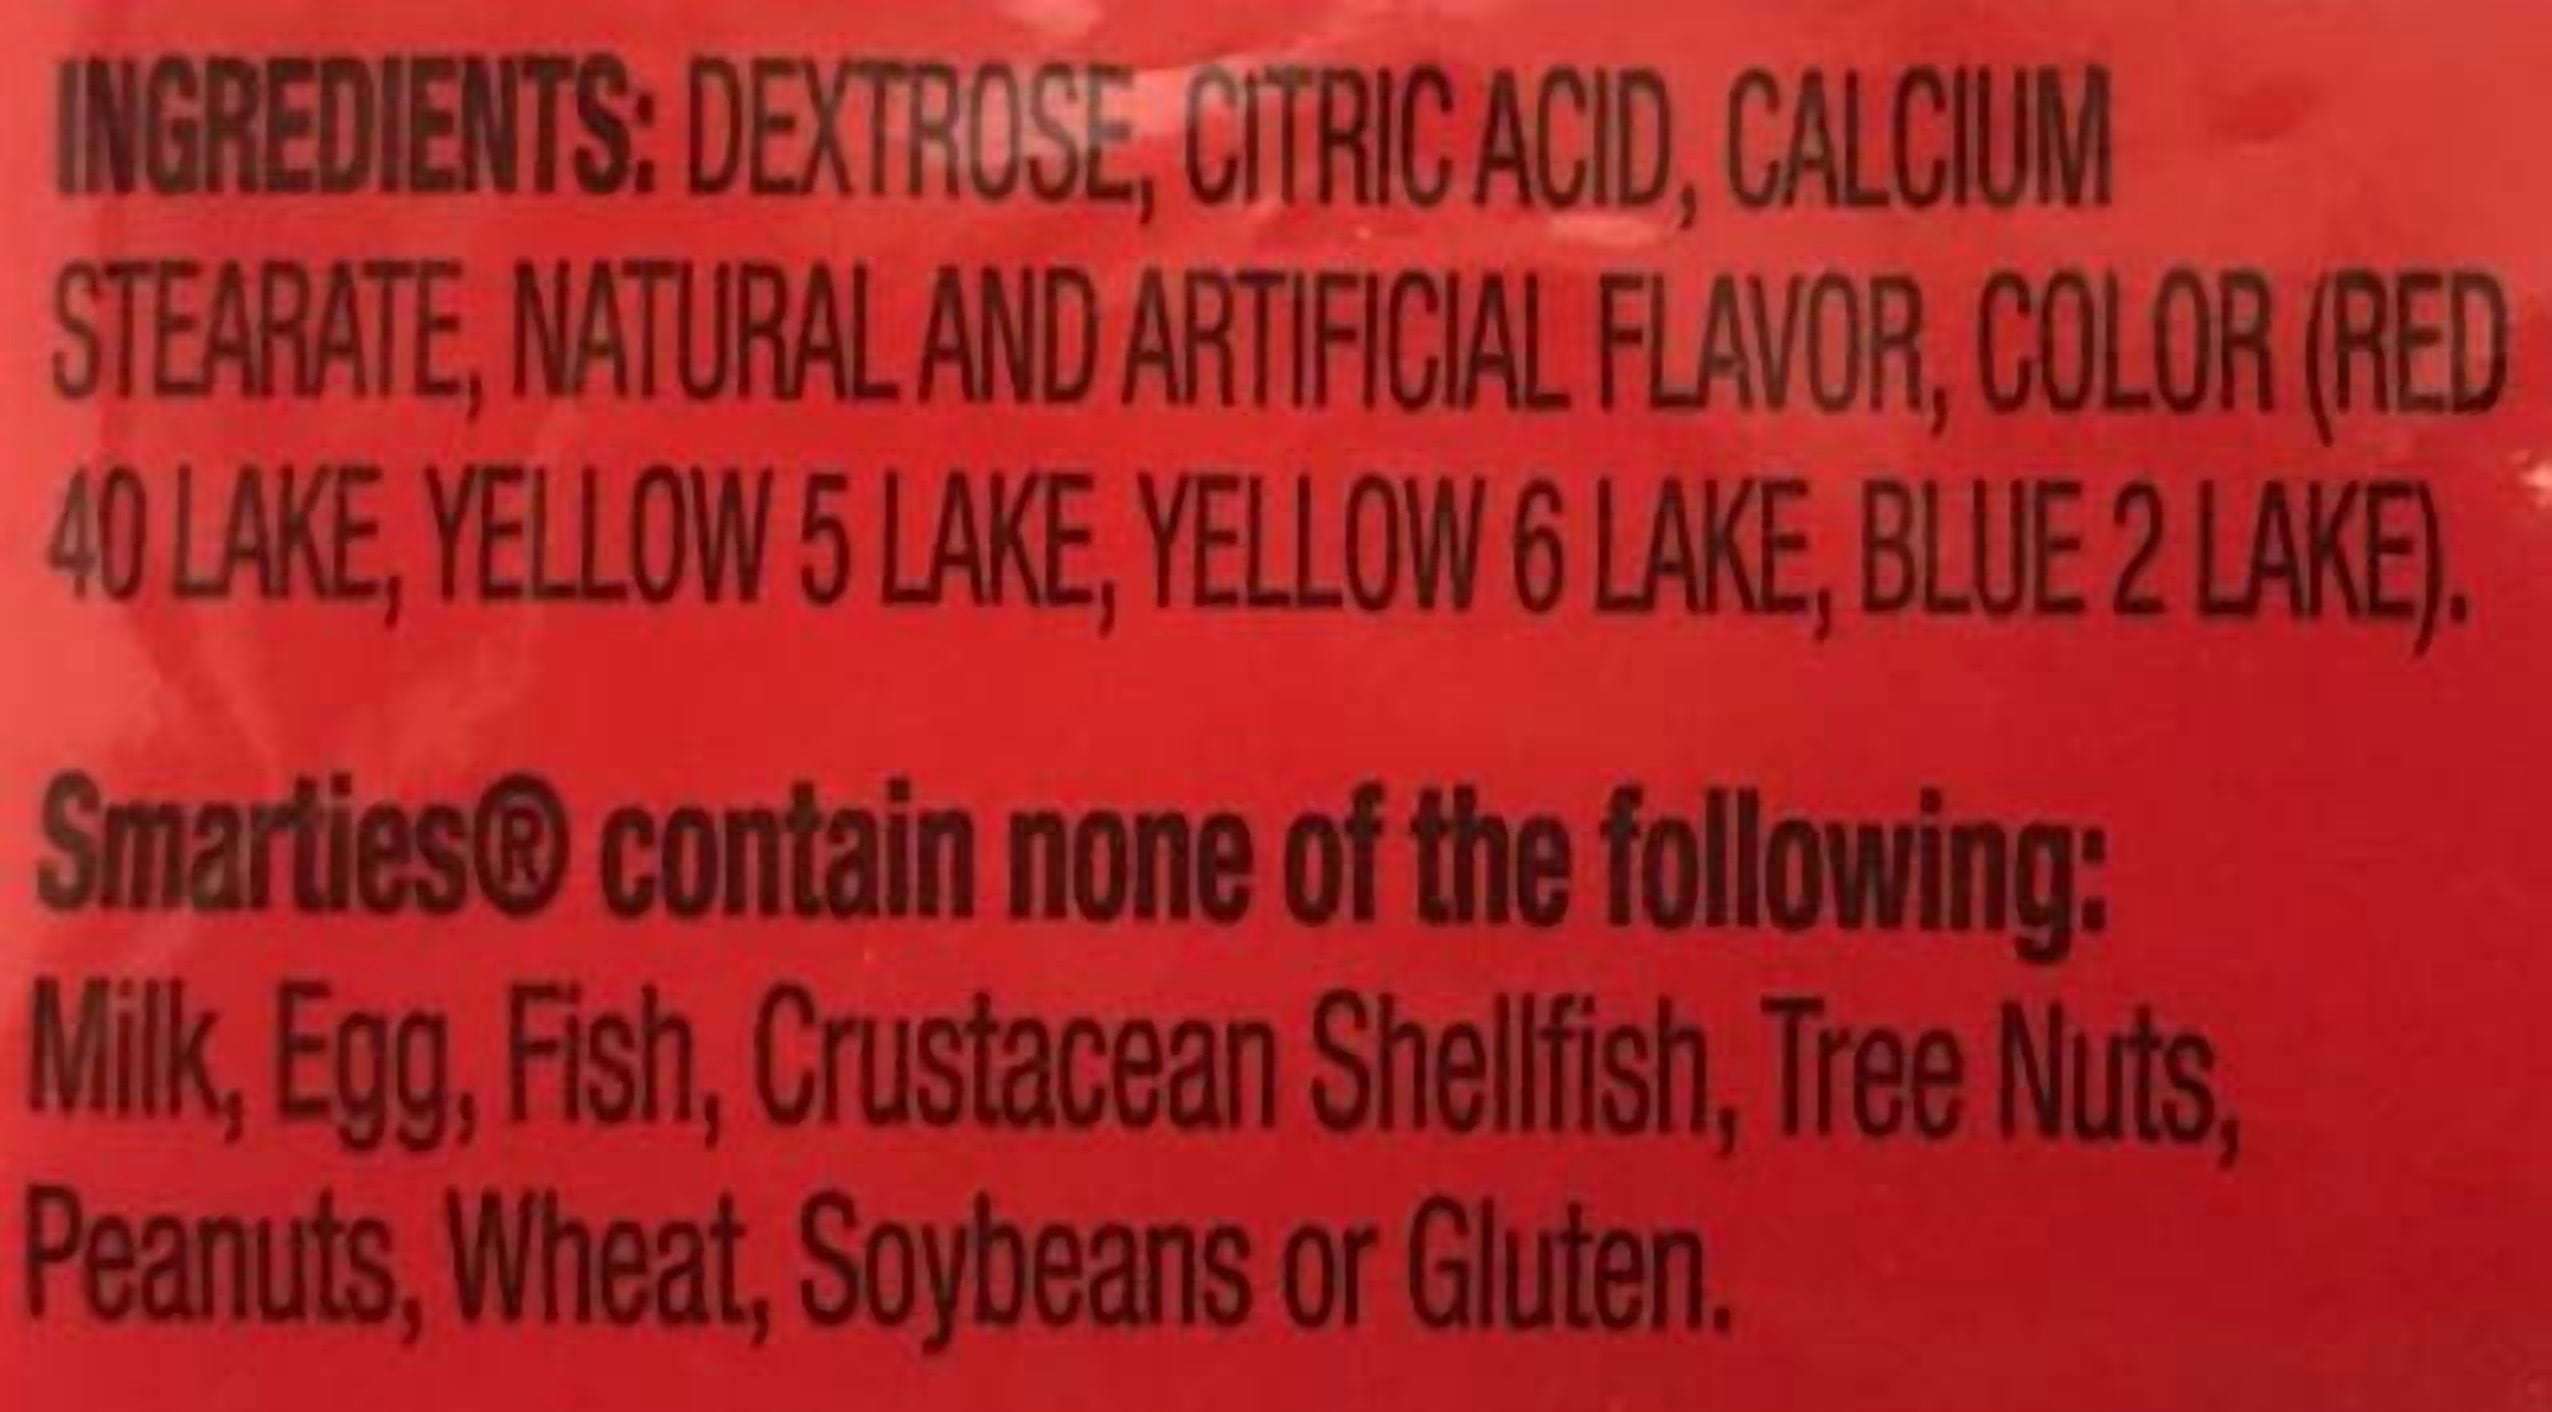 INGREDIENTS: DEXTROSE, CITRIC ACID, CALCIUM
STEARATE, NATURAL AND ARTIFICIAL FLAVOR, COLOR (RED
40 LAKE, YELLOW 5 LAKE, YELLOW 6 LAKE, BLUE 2 LAKE).
Smarties® contain none of the following:
Milk, Egg, Fish, Crustacean Shellfish, Tree Nuts,
Peanuts, Wheat, Soybeans or Gluten.